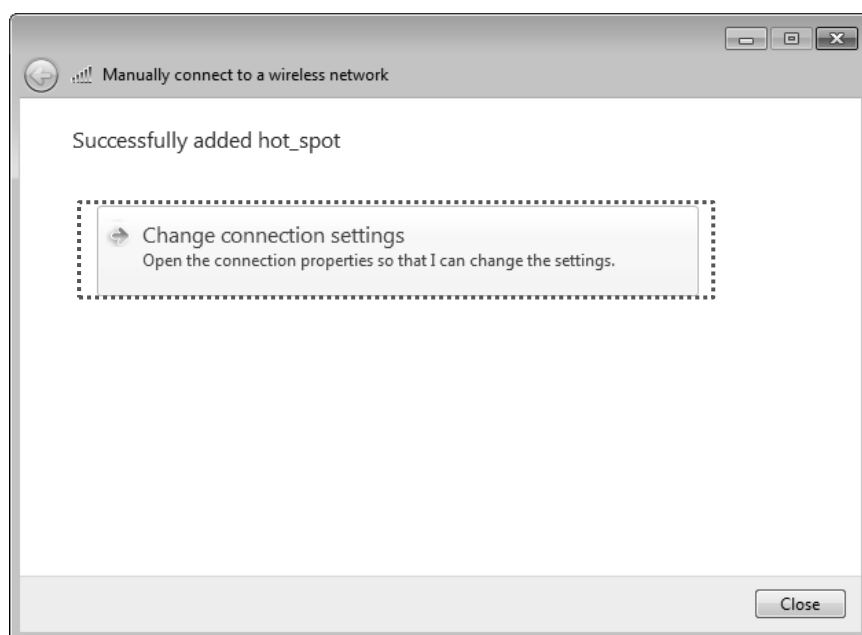 Manually connect to a wireless network
Successfully added hot_spot
Change connection settings
Open the connection properties so that I can change the settings.
Close